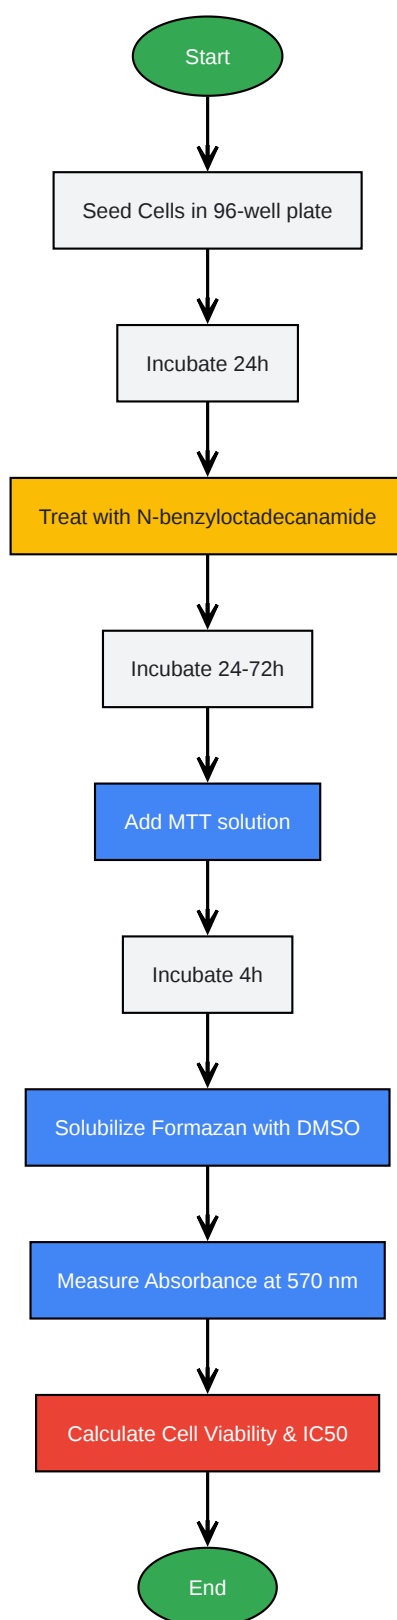 Start
Seed Cells in 96-well plate
Incubate 24h
Treat with N-benzyloctadecanamide
Incubate 24-72h
Add MTT solution
Incubate 4h
Solubilize Formazan with DMSO
Measure Absorbance at 570 nm
Calculate Cell Viability & IC50
End